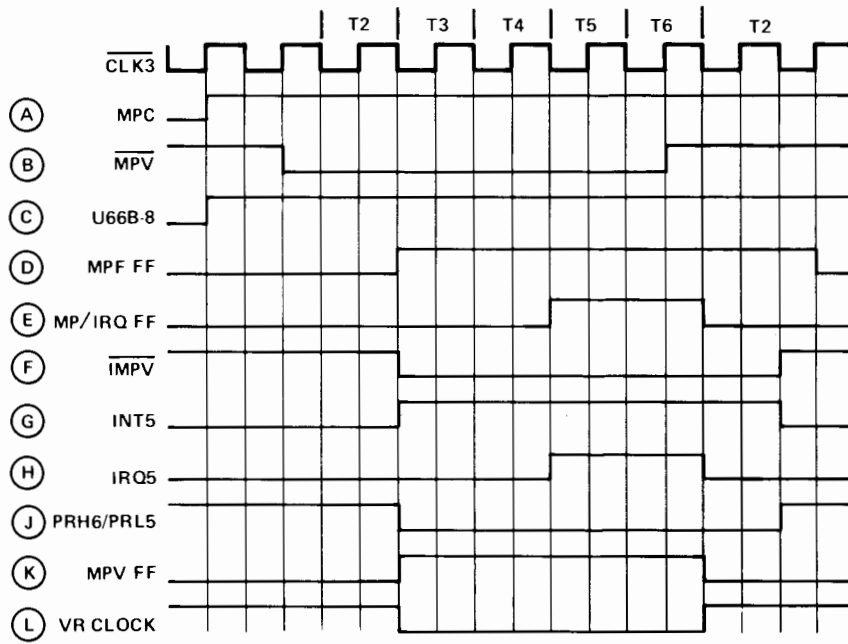 T2 T3 T4 T5 T6 T2
CLK3
A MPC
B MPV
C U66B-8
D MPF FF
E MP/IRQ FF
F IMPV
G INT5
H IRQ5
J PRH6/PRL5
K MPV FF
L VR CLOCK